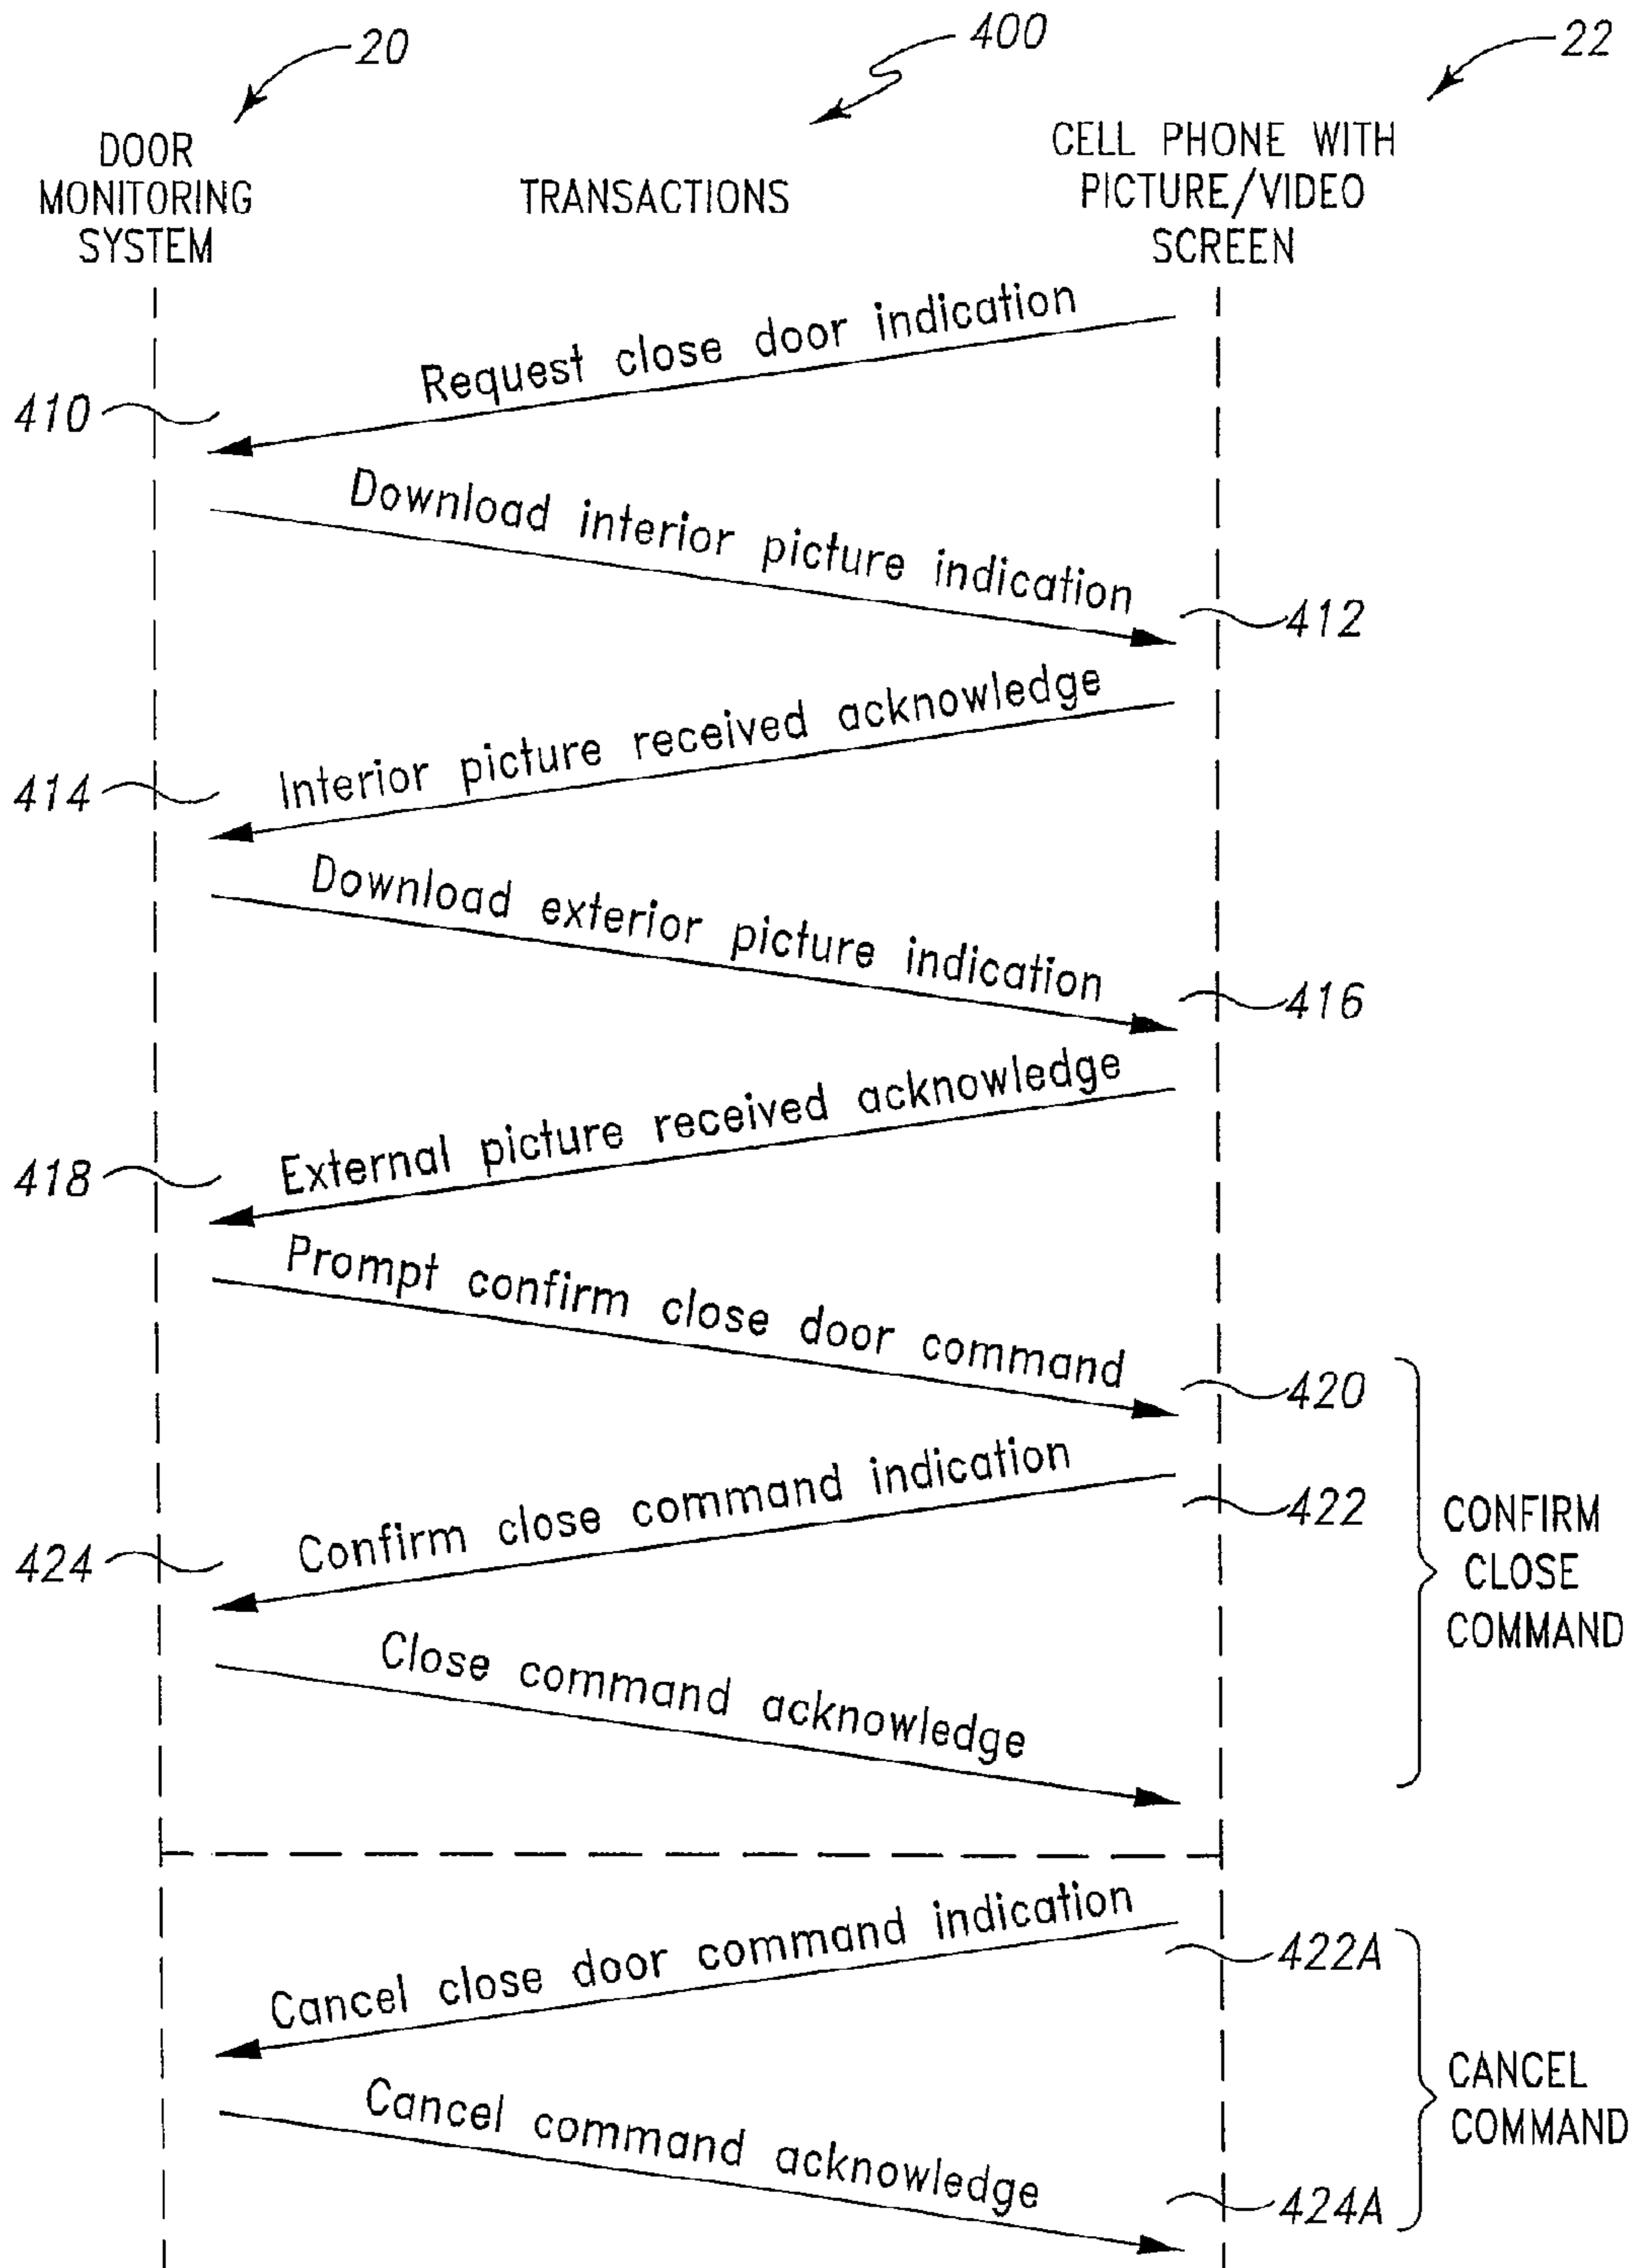 20
400
22
DOOR
MONITORING
SYSTEM
TRANSACTIONS
CELL PHONE WITH
PICTURE/VIDEO
SCREEN
Request close door indication
410
Download interior picture indication
412
Interior picture received acknowledge
414
Download exterior picture indication
416
External picture received acknowledge
418
Prompt confirm close door command
420
Confirm close command indication
422
424
CONFIRM
CLOSE
COMMAND
Close command acknowledge
Cancel close door command indication
422A
Cancel command acknowledge
424A
CANCEL
COMMAND